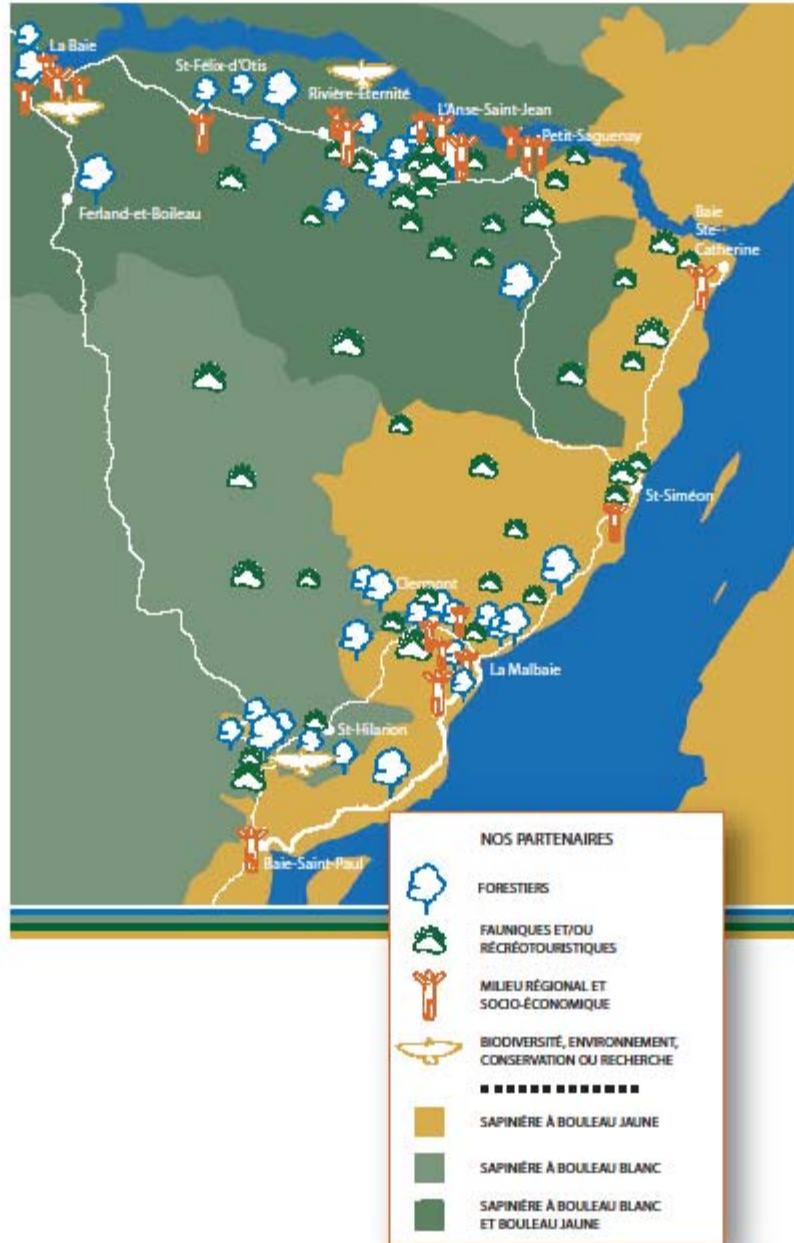 La Baie
St-Félix-d'Otis
Rivière-Éternité
L'Anse-Saint-Jean
Petit-Saguenay
Ferland-et-Boileau
Baie
Ste-
Catherine
St-Siméon
Clermont
La Malbaie
St-Hilarion
Baie-Saint-Paul
NOS PARTENAIRES
FORESTIERS
FAUNIQUES ET/OU
RÉCRÉOTOURISTIQUES
MILIEU RÉGIONAL ET
SOCIO-ÉCONOMIQUE
BIODIVERSITÉ, ENVIRONNEMENT,
CONSERVATION OU RECHERCHE
SAPINIÈRE À BOULEAU JAUNE
SAPINIÈRE À BOULEAU BLANC
SAPINIÈRE À BOULEAU BLANC
ET BOULEAU JAUNE